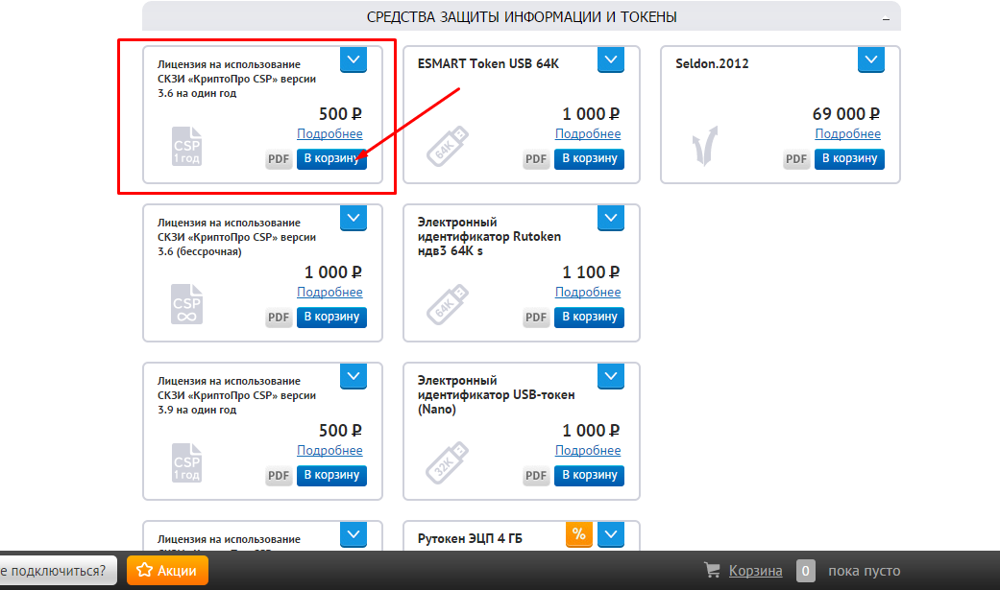 СРЕДСТВА ЗАЩИТЫ ИНФОРМАЦИИ И ТОКЕНЫ
Лицензия на использование
СКЗИ «КриптоПро CSP» версии
3.6 на один год
500 ₽
Подробнее
CSP
1 год
PDF
В корзину
ESMART Token USB 64K
1 000 ₽
Подробнее
64K
PDF
В корзину
Seldon.2012
69 000 ₽
Подробнее
PDF
В корзину
Лицензия на использование
СКЗИ «КриптоПро CSP» версии
3.6 (бессрочная)
1 000 ₽
Подробнее
CSP
∞
PDF
В корзину
Электронный
идентификатор Rutoken
ндв3 64K s
1 100 ₽
Подробнее
64K
PDF
В корзину
Лицензия на использование
СКЗИ «КриптоПро CSP» версии
3.9 на один год
500 ₽
Подробнее
CSP
1 год
PDF
В корзину
Электронный
идентификатор USB-токен
(Nano)
1 000 ₽
Подробнее
32K
PDF
В корзину
Лицензия на использование
Рутокен ЭЦП 4 ГБ
%
е подключиться?
Акции
Корзина
0
пока пусто